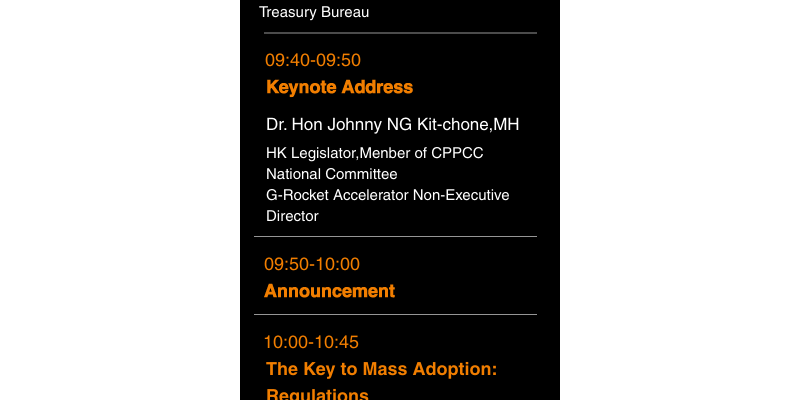 Treasury Bureau
09:40-09:50
Keynote Address
Dr. Hon Johnny NG Kit-chone,MH
HK Legislator,Menber of CPPCC
National Committee
G-Rocket Accelerator Non-Executive
Director
09:50-10:00
Announcement
10:00-10:45
The Key to Mass Adoption:
Regulations